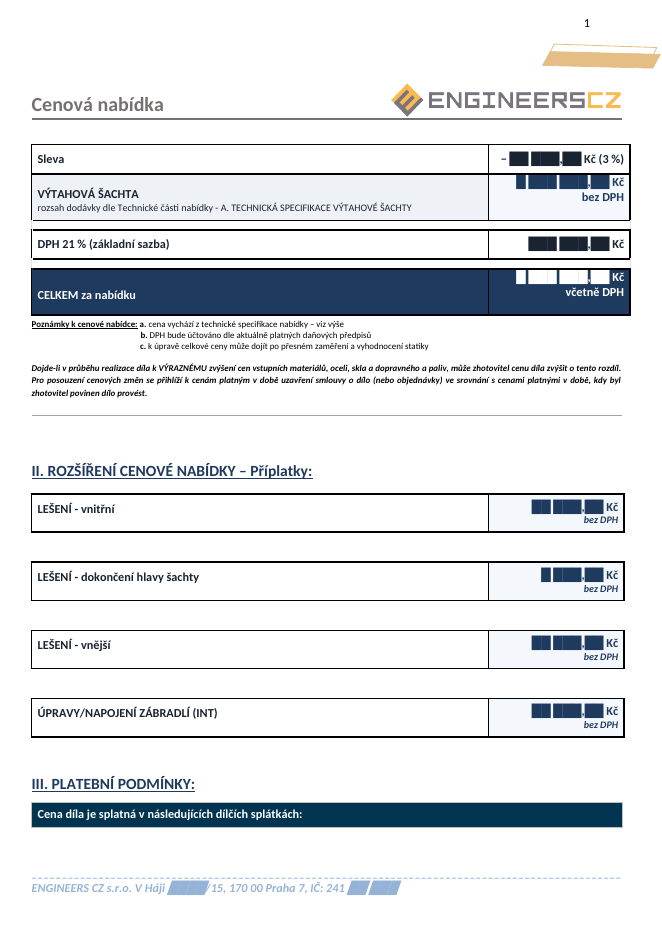 1
Cenová nabídka
ENGINEERSCZ
Sleva
– ██ ███,██ Kč (3 %)
VÝTAHOVÁ ŠACHTA
rozsah dodávky dle Technické části nabídky - A. TECHNICKÁ SPECIFIKACE VÝTAHOVÉ ŠACHTY
█ ███ ███,██ Kč
bez DPH
DPH 21 % (základní sazba)
███ ███,██ Kč
CELKEM za nabídku
█ ███ ███,██ Kč
včetně DPH
Poznámky k cenové nabídce: a. cena vychází z technické specifikace nabídky – viz výše
b. DPH bude účtováno dle aktuálně platných daňových předpisů
c. k úpravě celkové ceny může dojít po přesném zaměření a vyhodnocení statiky
Dojde-li v průběhu realizace díla k VÝRAZNÉMU zvýšení cen vstupních materiálů, oceli, skla a dopravného a paliv, může zhotovitel cenu díla zvýšit o tento rozdíl.
Pro posouzení cenových změn se přihlíží k cenám platným v době uzavření smlouvy o dílo (nebo objednávky) ve srovnání s cenami platnými v době, kdy byl
zhotovitel povinen dílo provést.
II. ROZŠÍŘENÍ CENOVÉ NABÍDKY – Příplatky:
LEŠENÍ - vnitřní
██ ███,██ Kč
bez DPH
LEŠENÍ - dokončení hlavy šachty
█ ███,██ Kč
bez DPH
LEŠENÍ - vnější
██ ███,██ Kč
bez DPH
ÚPRAVY/NAPOJENÍ ZÁBRADLÍ (INT)
██ ███,██ Kč
bez DPH
III. PLATEBNÍ PODMÍNKY:
Cena díla je splatná v následujících dílčích splátkách:
ENGINEERS CZ s.r.o. V Háji ████/15, 170 00 Praha 7, IČ: 241 ██ ███